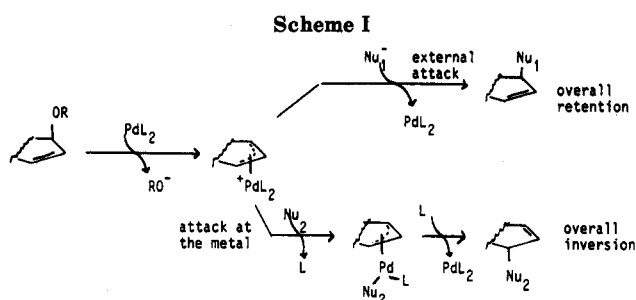 Scheme I
Nu₁⁻ external
attack
Nu₁
overall
retention
PdL₂
OR
PdL₂
RO⁻
⁺PdL₂
attack at
the metal
Nu₂
L
Pd
Nu₂ L
L
PdL₂
Nu₂
overall
inversion